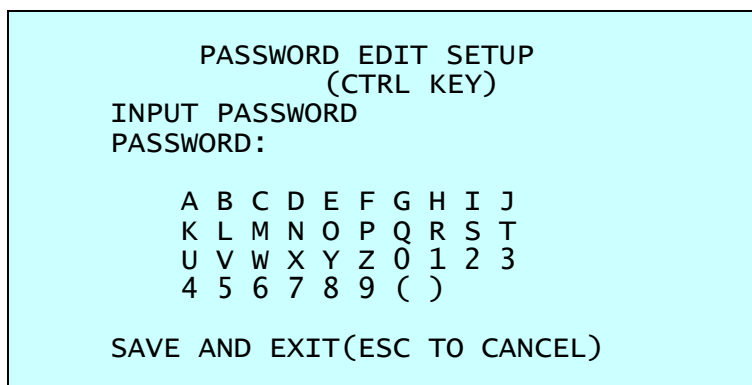 PASSWORD EDIT SETUP
(CTRL KEY)
INPUT PASSWORD
PASSWORD:
A B C D E F G H I J
K L M N O P Q R S T
U V W X Y Z 0 1 2 3
4 5 6 7 8 9 ( )
SAVE AND EXIT(ESC TO CANCEL)